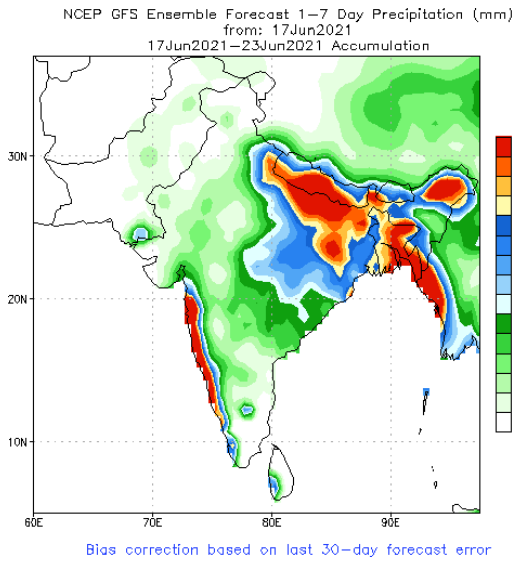 NCEP GFS Ensemble Forecast 1−7 Day Precipitation (mm)
from: 17Jun2021
17Jun2021−23Jun2021 Accumulation
30N
20N
10N
60E 70E 80E 90E
Bias correction based on last 30−day forecast error